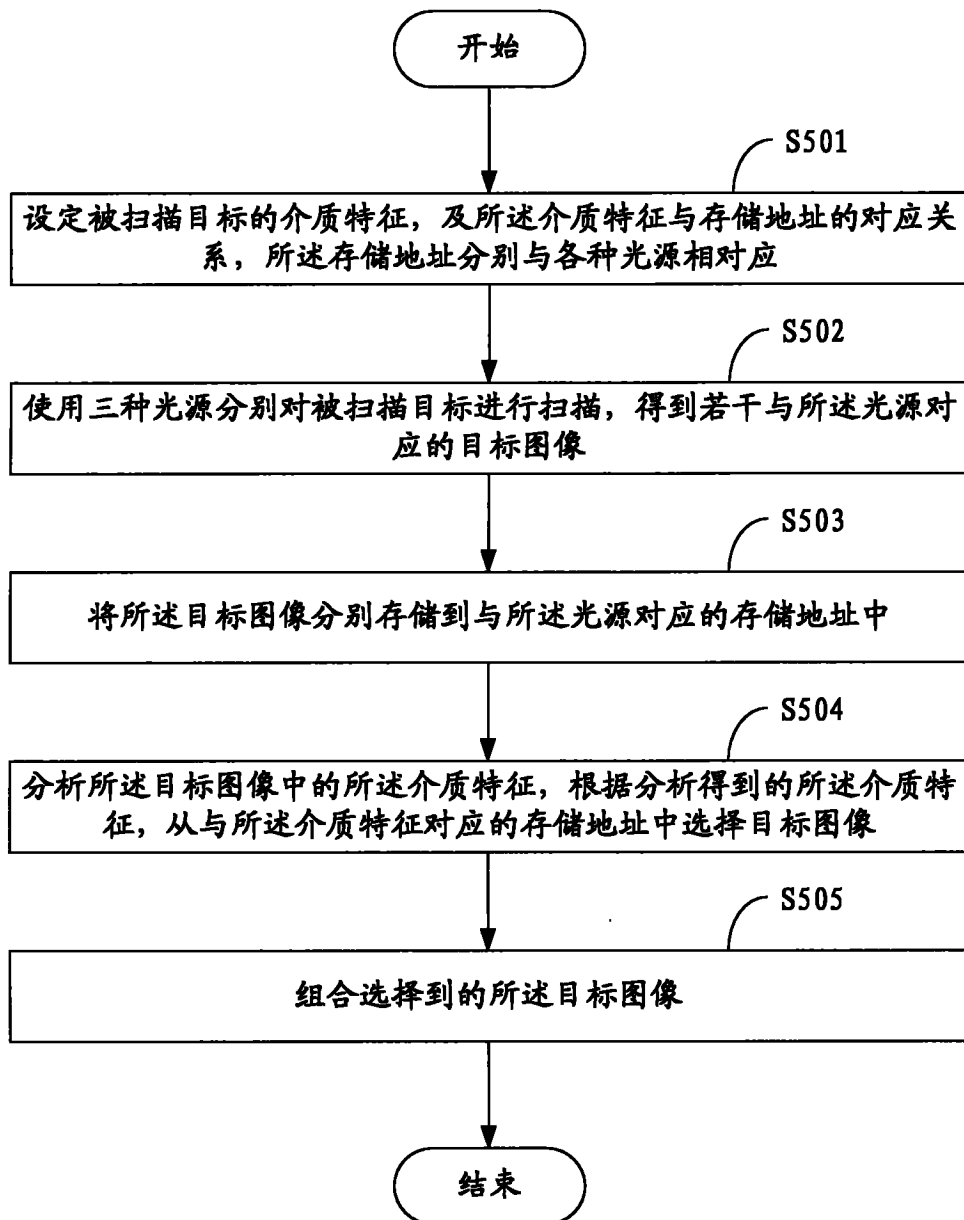 开始
S501
设定被扫描目标的介质特征，及所述介质特征与存储地址的对应关
系，所述存储地址分别与各种光源相对应
S502
使用三种光源分别对被扫描目标进行扫描，得到若干与所述光源对
应的目标图像
S503
将所述目标图像分别存储到与所述光源对应的存储地址中
S504
分析所述目标图像中的所述介质特征，根据分析得到的所述介质特
征，从与所述介质特征对应的存储地址中选择目标图像
S505
组合选择到的所述目标图像
结束